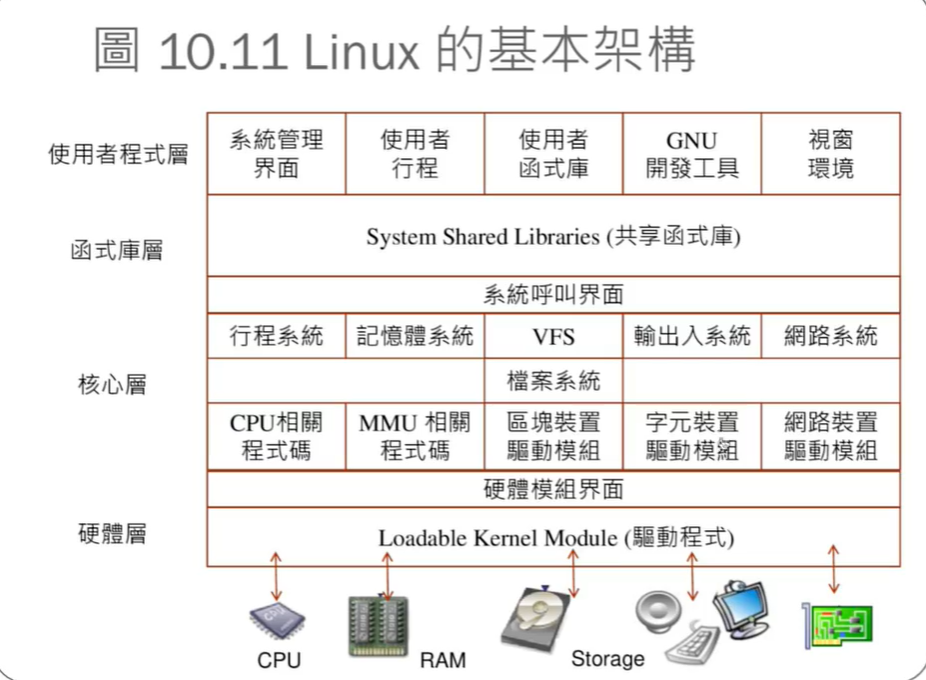 圖 10.11 Linux 的基本架構
使用者程式層
系統管理
界面
使用者
行程
使用者
函式庫
GNU
開發工具
視窗
環境
函式庫層
System Shared Libraries (共享函式庫)
系統呼叫界面
核心層
行程系統
記憶體系統
VFS
輸出入系統
網路系統
檔案系統
CPU相關
程式碼
MMU 相關
程式碼
區塊裝置
驅動模組
字元裝置
驅動模組
網路裝置
驅動模組
硬體模組界面
硬體層
Loadable Kernel Module (驅動程式)
CPU
RAM
Storage